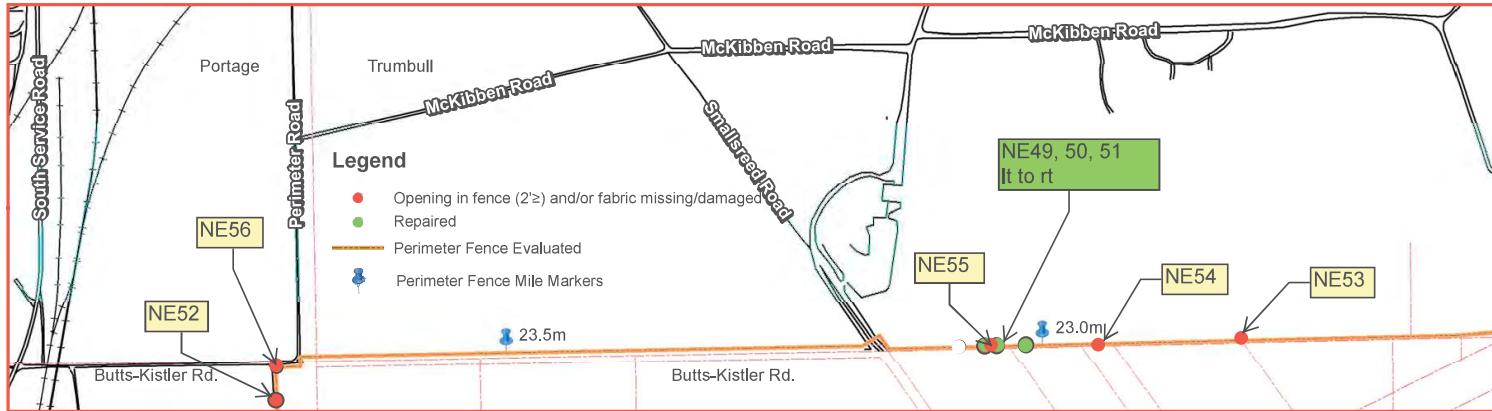 McKibben Road
McKibben Road
McKibben Road
Portage
Trumbull
South Service Road
Perimeter Road
Smallsreed Road
Legend
Opening in fence (2'≥) and/or fabric missing/damaged
Repaired
Perimeter Fence Evaluated
Perimeter Fence Mile Markers
NE49, 50, 51
lt to rt
NE56
NE52
NE55
NE54
NE53
23.5m
23.0m
Butts-Kistler Rd.
Butts-Kistler Rd.